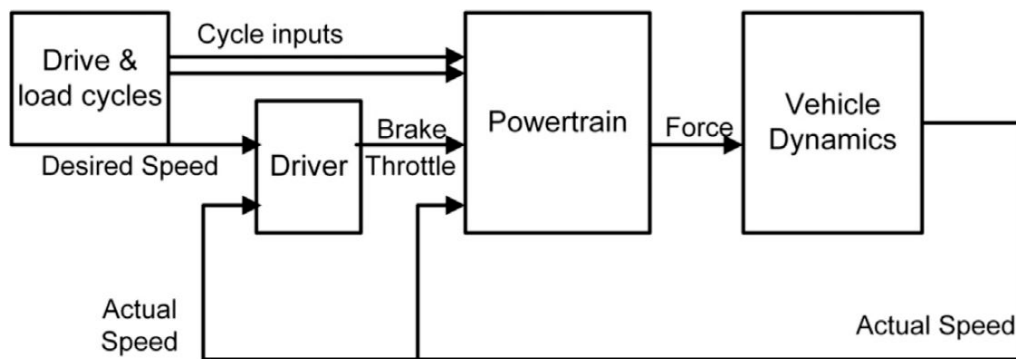 Cycle inputs
Drive &
load cycles
Desired Speed
Driver
Brake
Throttle
Powertrain
Force
Vehicle
Dynamics
Actual
Speed
Actual Speed